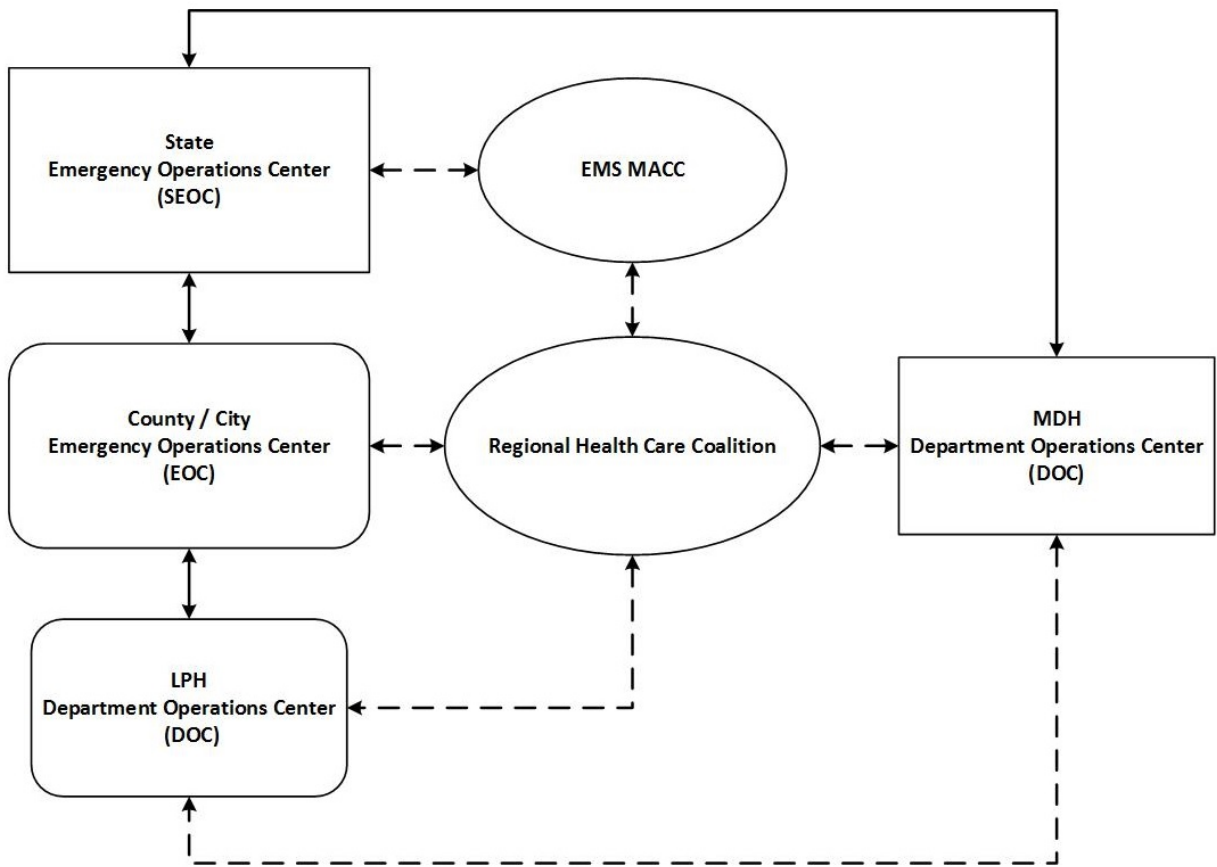 State
Emergency Operations Center
(SEOC)
EMS MACC
County / City
Emergency Operations Center
(EOC)
Regional Health Care Coalition
MDH
Department Operations Center
(DOC)
LPH
Department Operations Center
(DOC)